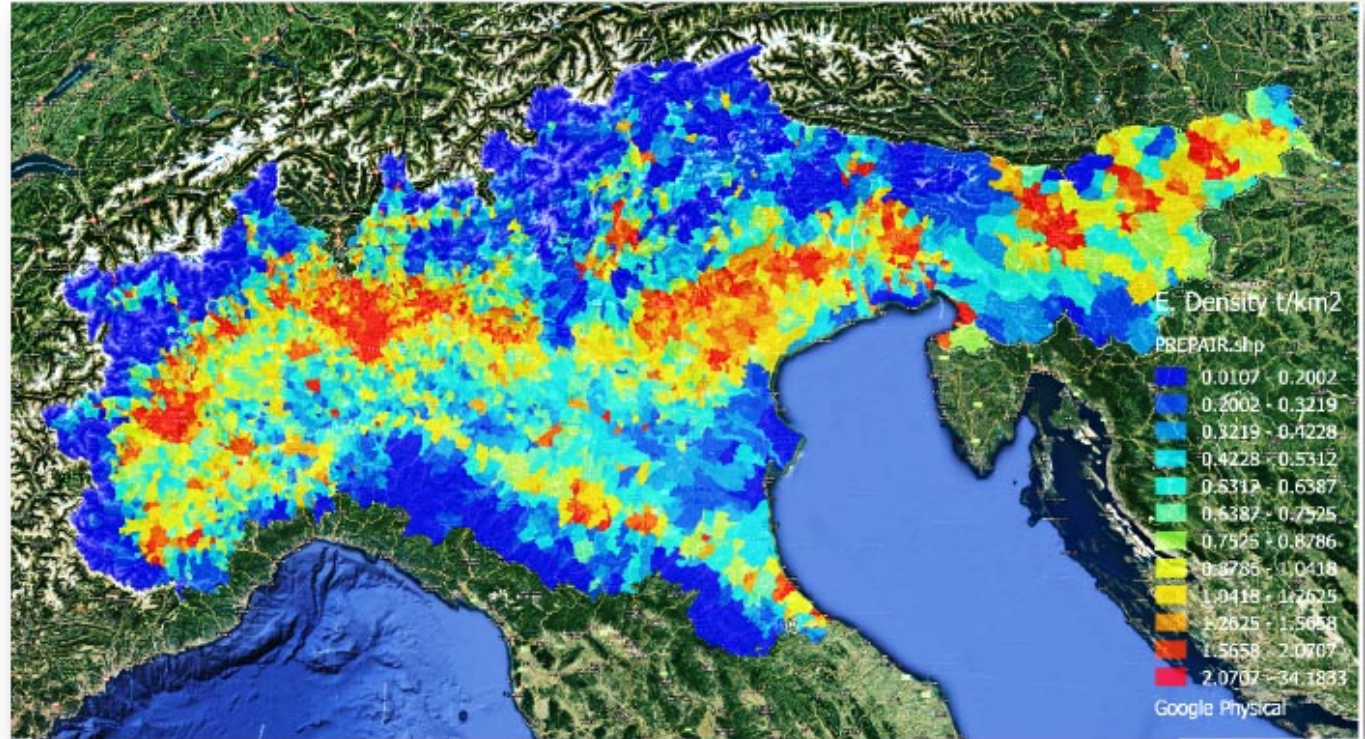 E. Density t/km2
PREPAIR.shp
0.0107 - 0.2002
0.2002 - 0.3219
0.3219 - 0.4228
0.4228 - 0.5312
0.5312 - 0.6387
0.6387 - 0.7525
0.7525 - 0.8786
0.8786 - 1.0418
1.0418 - 1.2625
1.2625 - 1.5658
1.5658 - 2.0707
2.0707 - 34.1833
Google Physical